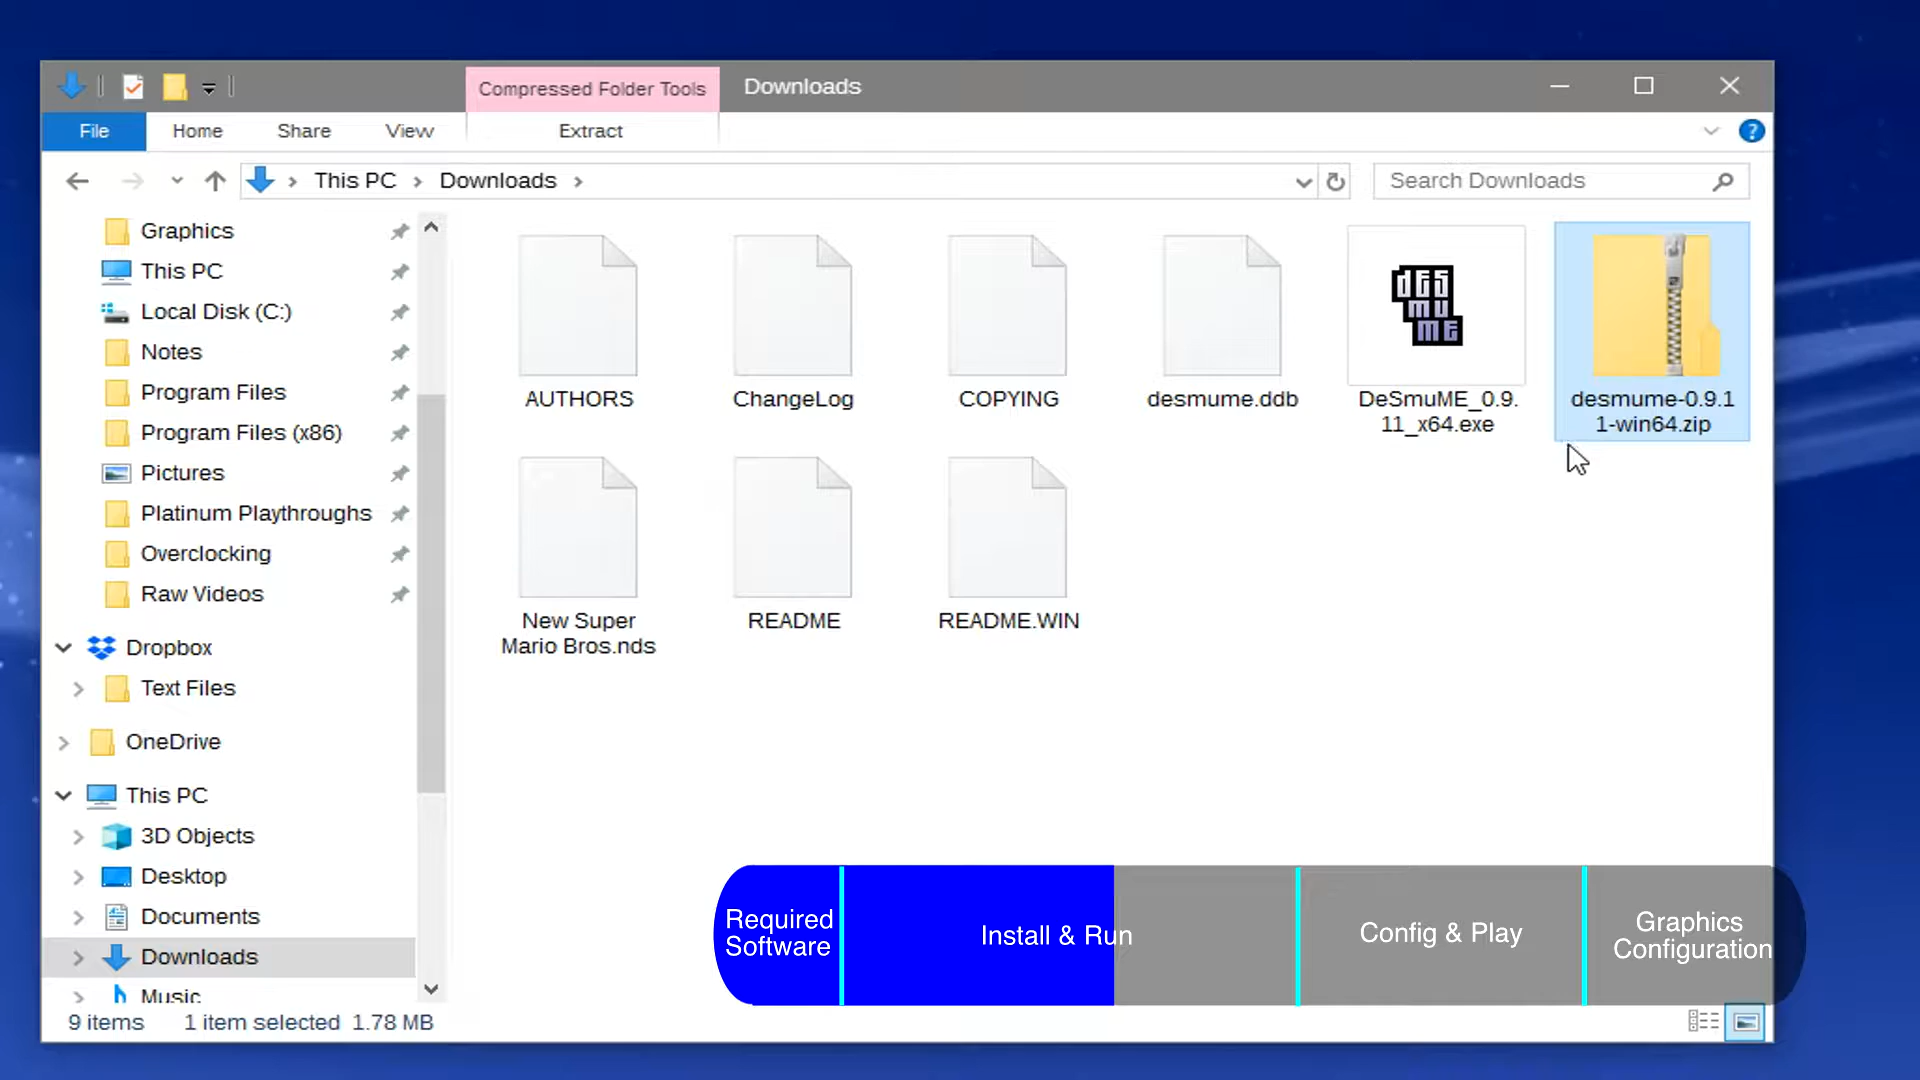 Compressed Folder Tools
Downloads
File
Home
Share
View
Extract
This PC
Downloads
Search Downloads
Graphics
This PC
Local Disk (C:)
Notes
Program Files
Program Files (x86)
Pictures
Platinum Playthroughs
Overclocking
Raw Videos
Dropbox
Text Files
OneDrive
This PC
3D Objects
Desktop
Documents
Downloads
Music
AUTHORS
ChangeLog
COPYING
desmume.ddb
DeSmuME_0.9.
11_x64.exe
desmume-0.9.1
1-win64.zip
DES
MU
ME
New Super
Mario Bros.nds
README
README.WIN
Required
Software
Install & Run
Config & Play
Graphics
Configuration
9 items
1 item selected 1.78 MB